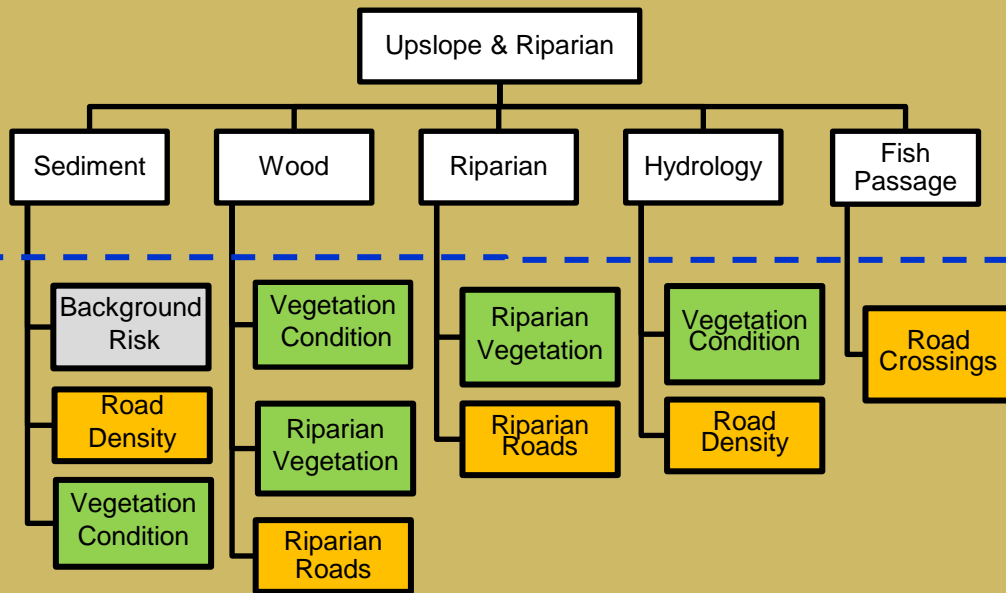 Upslope & Riparian
Sediment
Wood
Riparian
Hydrology
Fish
Passage
Background
Risk
Road
Density
Vegetation
Condition
Vegetation
Condition
Riparian
Vegetation
Riparian
Roads
Riparian
Vegetation
Riparian
Roads
Vegetation
Condition
Road
Density
Road
Crossings